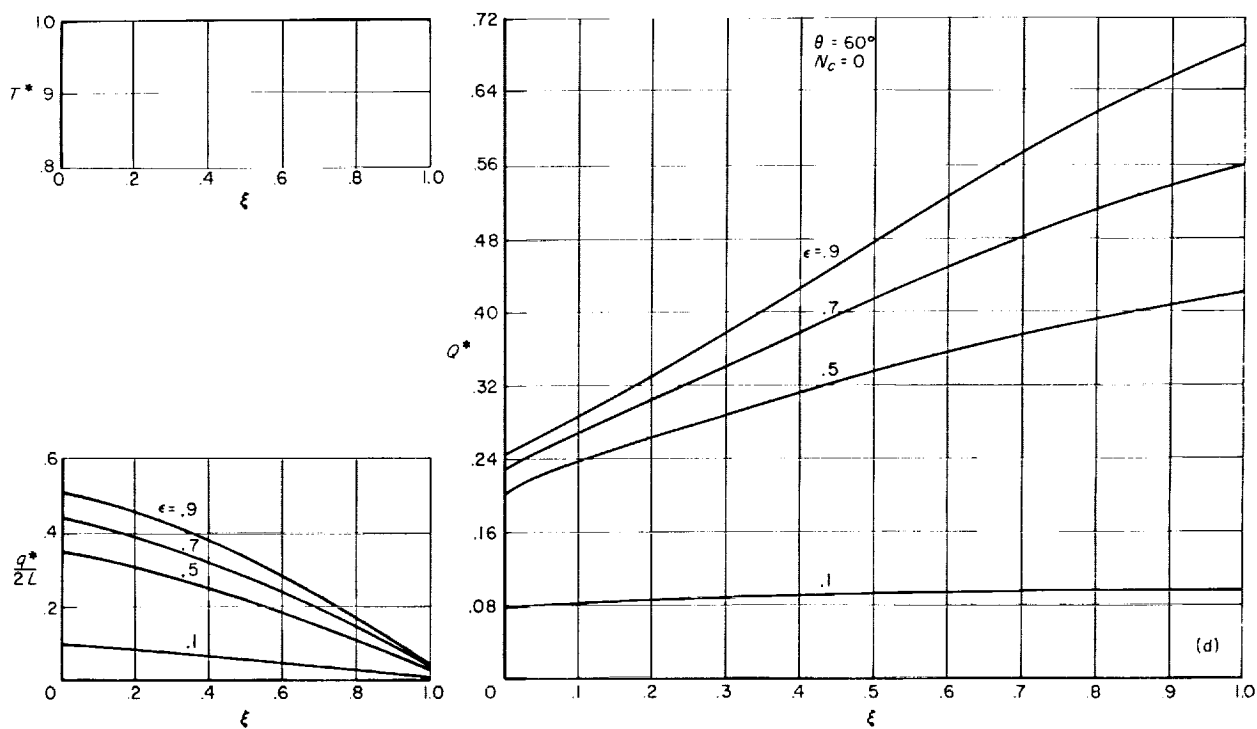 1.0
T* .9
.8
0 .2 .4 .6 .8 1.0
ξ
.6
.4
q*
2L
.2
0
ϵ=.9
.7
.5
.1
0 .2 .4 .6 .8 1.0
ξ
.72
.64
.56
.48
.40
Q*
.32
.24
.16
.08
0
θ = 60°
N_c = 0
ϵ=.9
.7
.5
.1
(d)
.1 .2 .3 .4 .5 .6 .7 .8 .9 1.0
ξ